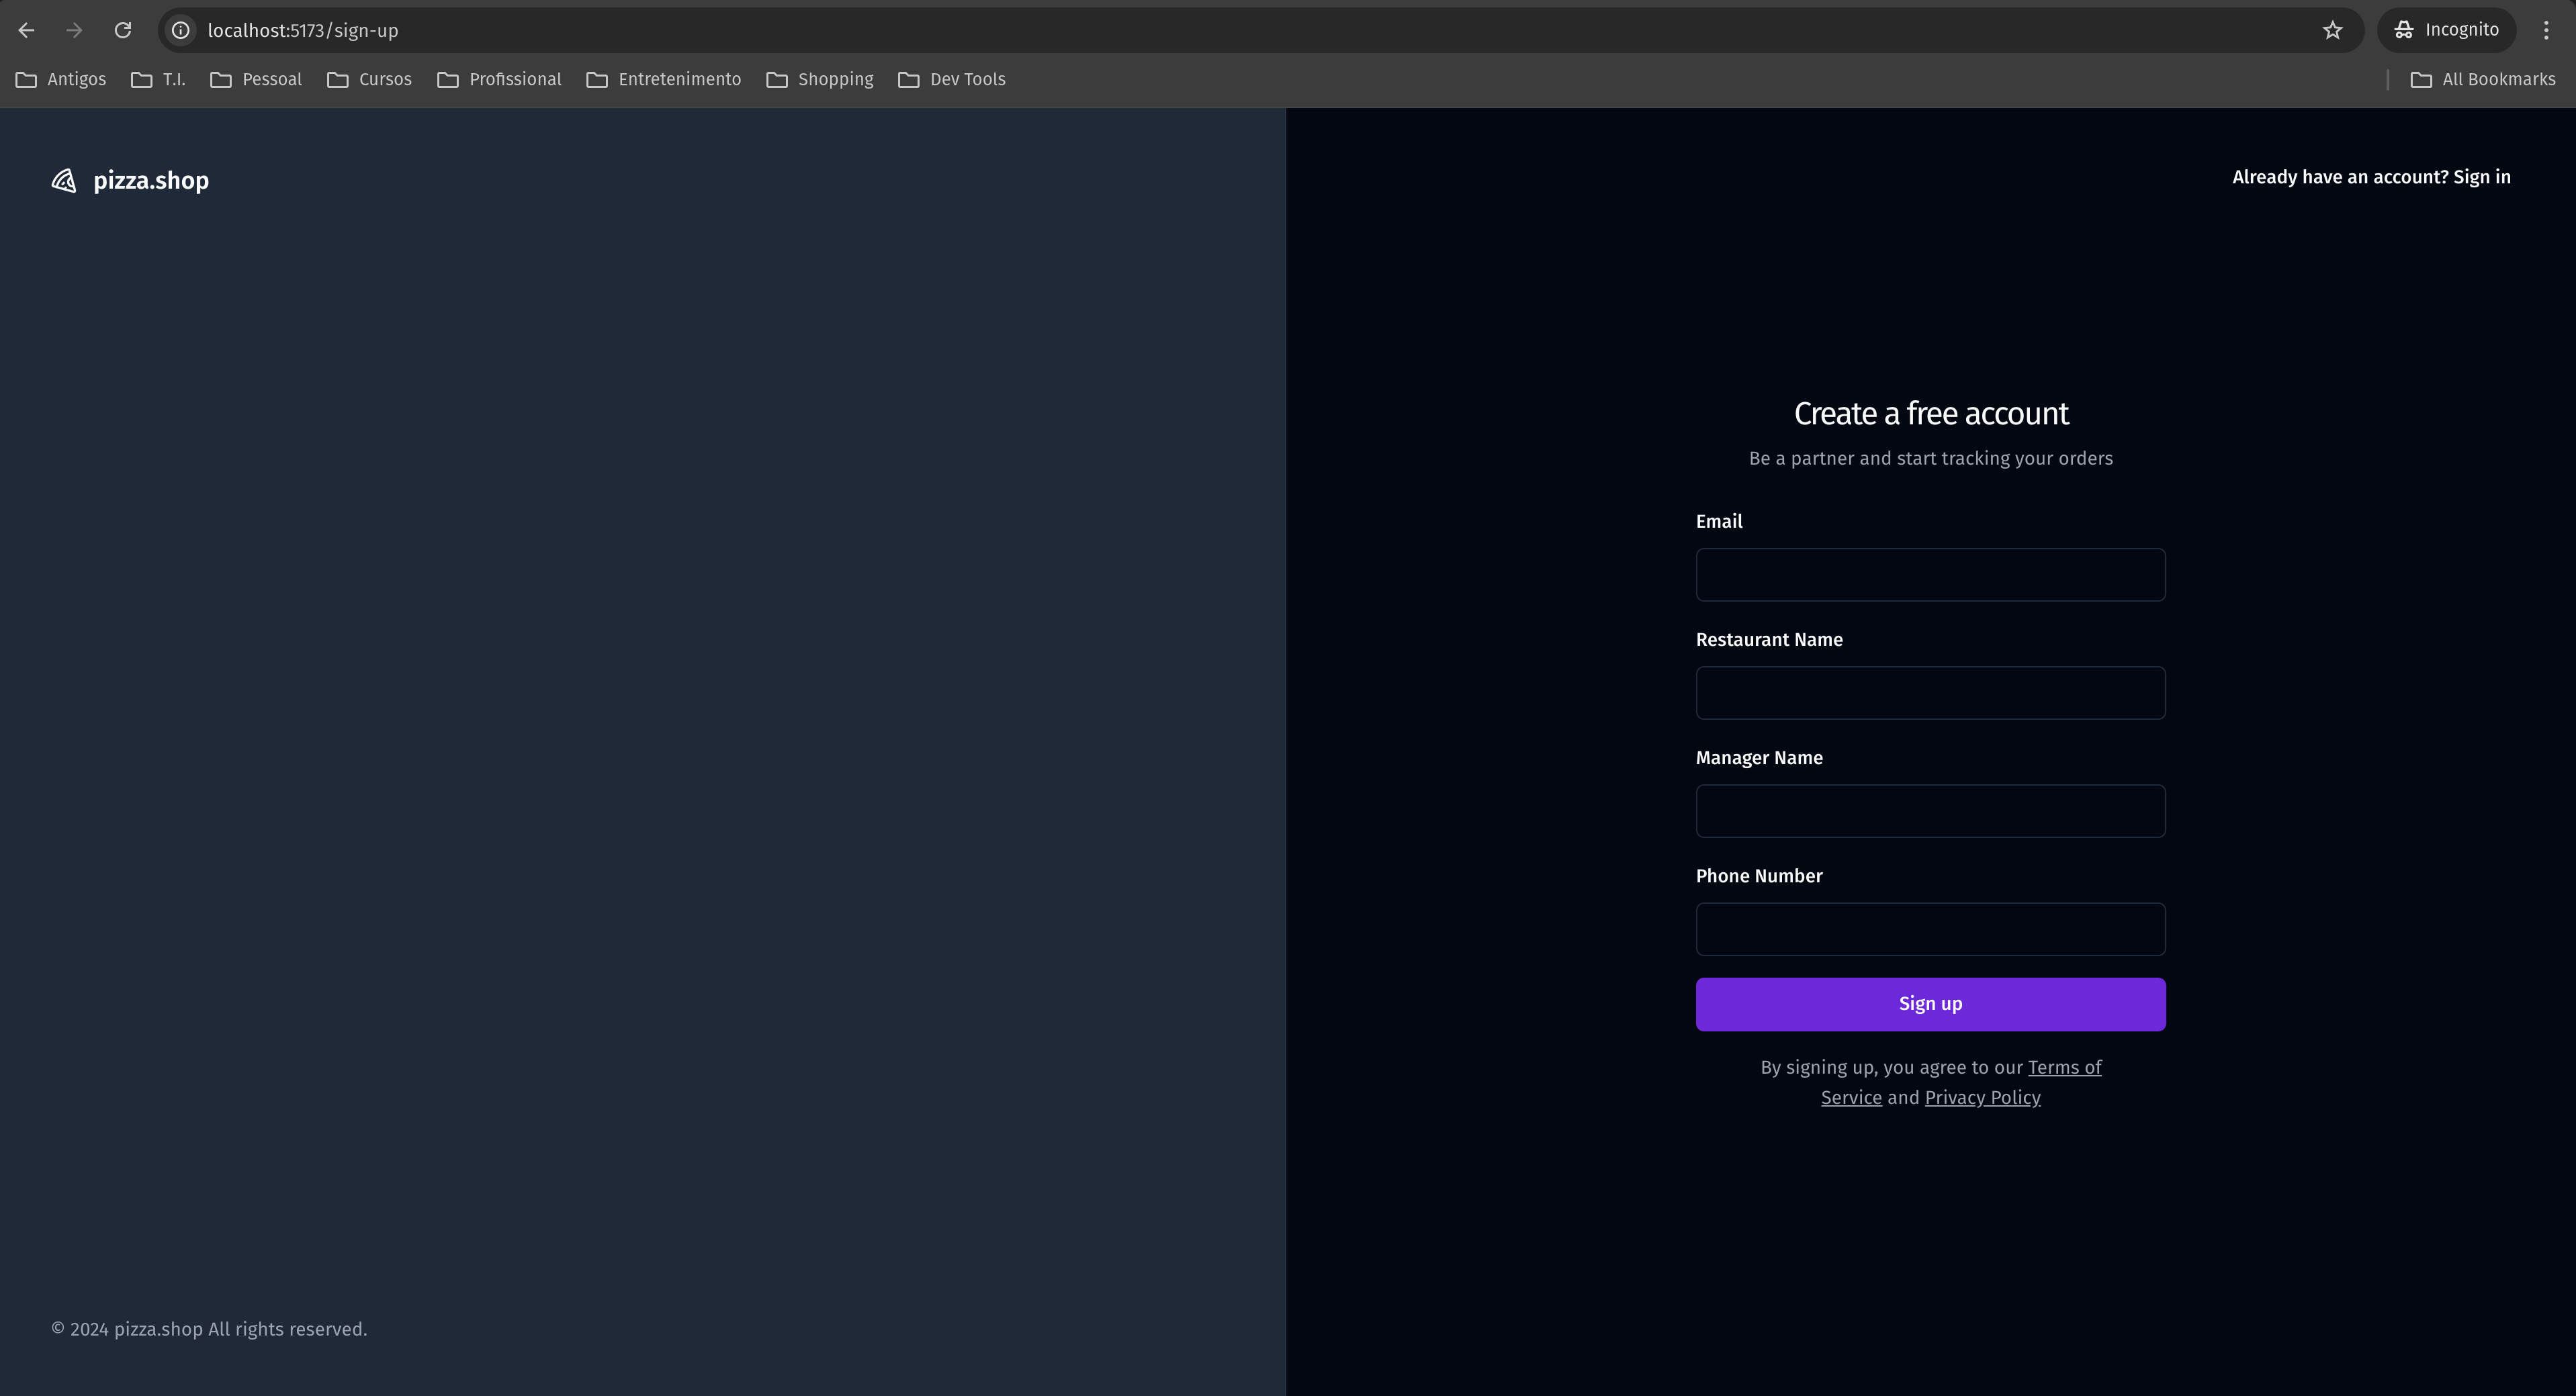 localhost:5173/sign-up
Incognito
Antigos
T.I.
Pessoal
Cursos
Profissional
Entretenimento
Shopping
Dev Tools
All Bookmarks
pizza.shop
Already have an account? Sign in
Create a free account
Be a partner and start tracking your orders
Email
Restaurant Name
Manager Name
Phone Number
Sign up
By signing up, you agree to our Terms of
Service and Privacy Policy
© 2024 pizza.shop All rights reserved.